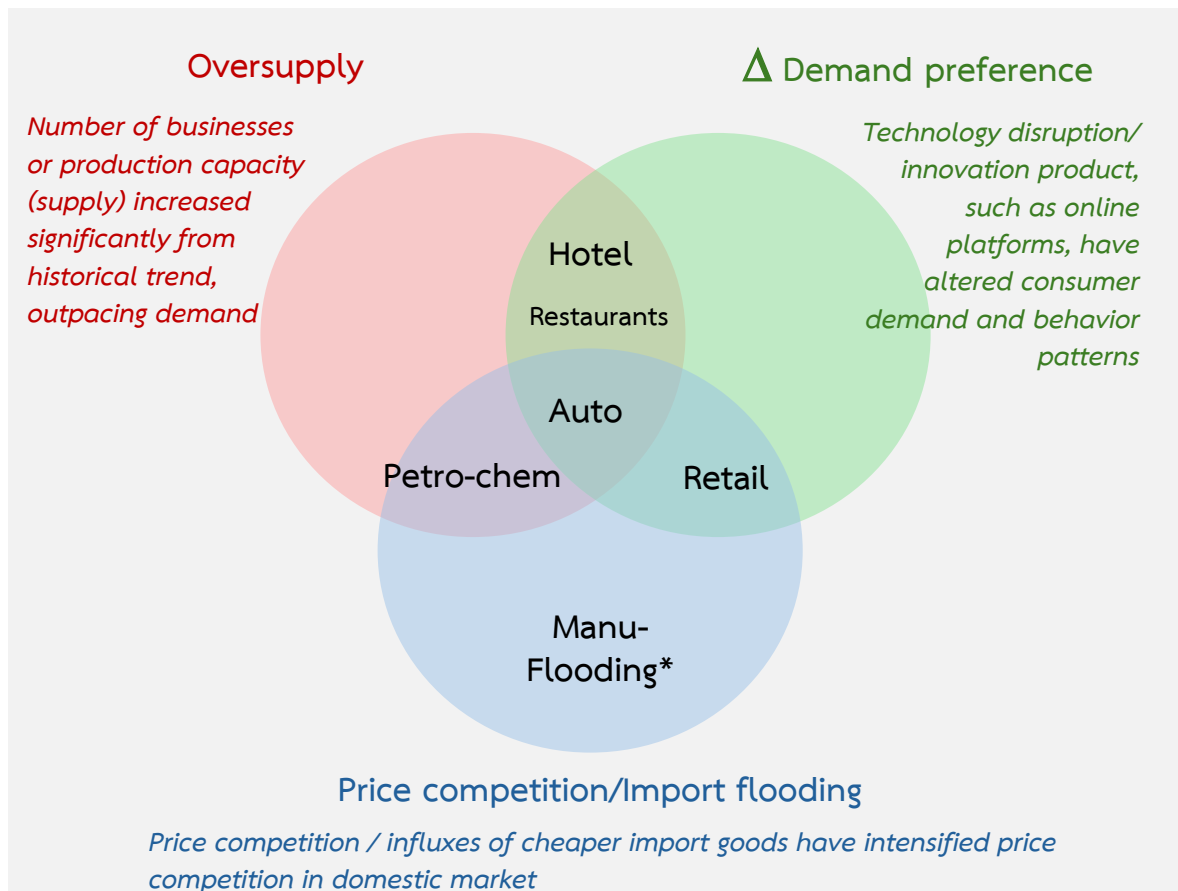 Oversupply
Δ Demand preference
Number of businesses
or production capacity
(supply) increased
significantly from
historical trend,
outpacing demand
Technology disruption/
innovation product,
such as online
platforms, have
altered consumer
demand and behavior
patterns
Hotel
Restaurants
Auto
Petro-chem
Retail
Manu-
Flooding*
Price competition/Import flooding
Price competition / influxes of cheaper import goods have intensified price
competition in domestic market